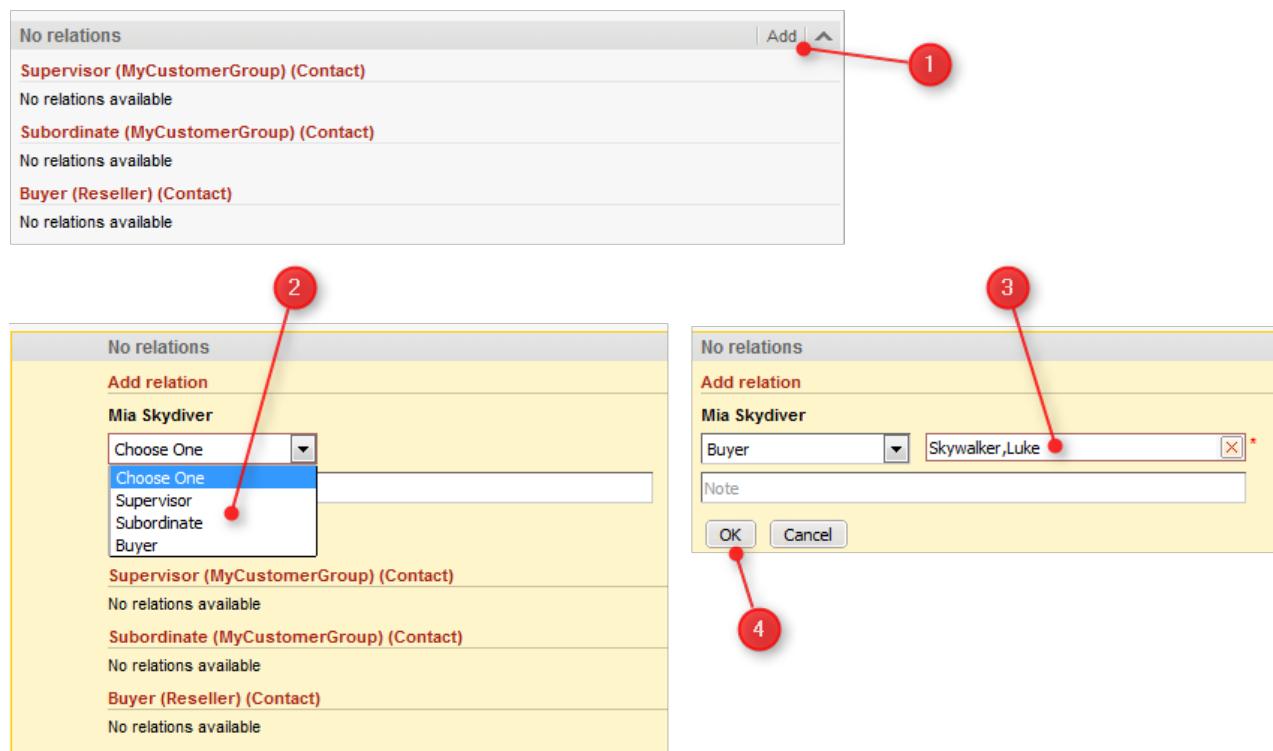 No relations Add
1
Supervisor (MyCustomerGroup) (Contact)
No relations available
Subordinate (MyCustomerGroup) (Contact)
No relations available
Buyer (Reseller) (Contact)
No relations available
2
No relations
Add relation
Mia Skydiver
Choose One
Choose One
Supervisor
Subordinate
Buyer
Supervisor (MyCustomerGroup) (Contact)
No relations available
Subordinate (MyCustomerGroup) (Contact)
No relations available
Buyer (Reseller) (Contact)
No relations available
3
No relations
Add relation
Mia Skydiver
Buyer Skywalker,Luke *
Note
OK Cancel
4